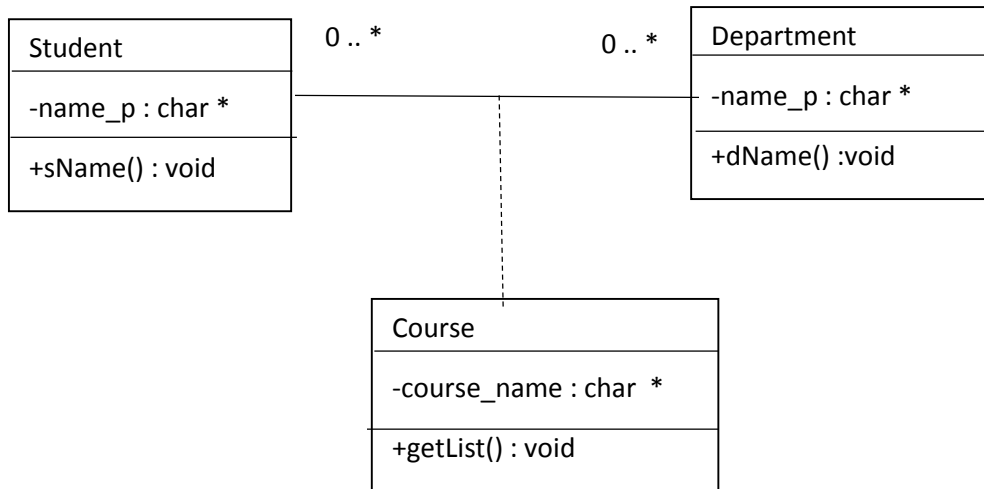 Student
-name_p : char *
+sName() : void
0 .. *
0 .. *
Department
-name_p : char *
+dName() :void
Course
-course_name : char  *
+getList() : void